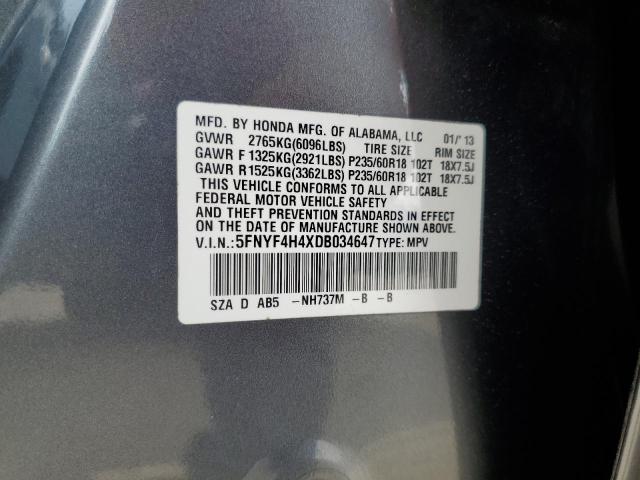 MFD. BY HONDA MFG. OF ALABAMA, LLC 01/'13
GVWR 2765KG(6096LBS) TIRE SIZE RIM SIZE
GAWR F 1325KG(2921LBS) P235/60R18 102T 18X7.5J
GAWR R1525KG(3362LBS) P235/60R18 102T 18X7.5J
THIS VEHICLE CONFORMS TO ALL APPLICABLE
FEDERAL MOTOR VEHICLE SAFETY
AND THEFT PREVENTION STANDARDS IN EFFECT
ON THE DATE OF MANUFACTURE SHOWN ABOVE.
V.I.N.:5FNYF4H4XDB034647 TYPE: MPV
SZA D AB5 -NH737M -B -B